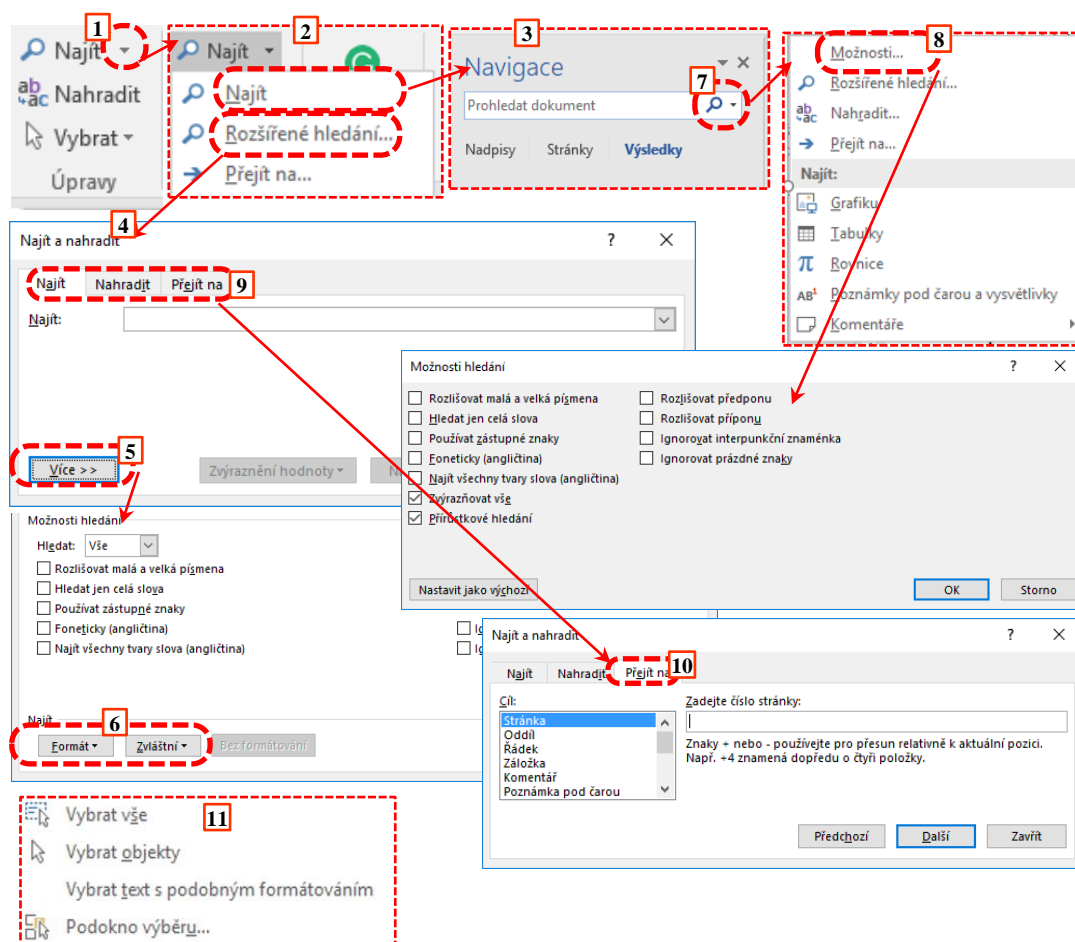 1
Najít
ab
ac Nahradit
Vybrat
Úpravy
2
Najít
Najít
Rozšířené hledání...
Přejít na...
3
Navigace
7
Prohledat dokument
Nadpisy Stránky Výsledky
8
Možnosti...
Rozšířené hledání...
ab
ac Nahradit...
Přejít na...
Najít:
Grafiku
Tabulky
π Rovnice
AB¹ Poznámky pod čarou a vysvětlivky
Komentáře
4
Najít a nahradit ? ×
Najít Nahradit Přejít na 9
Najít:
5
Více >> Zvýraznění hodnoty
Možnosti hledání ? ×
Rozlišovat malá a velká písmena Rozlišovat předponu
Hledat jen celá slova Rozlišovat příponu
Používat zástupné znaky Ignorovat interpunkční znaménka
Foneticky (angličtina) Ignorovat prázdné znaky
Najít všechny tvary slova (angličtina)
Zvýrazňovat vše
Přírůstkové hledání
Nastavit jako výchozí OK Storno
Možnosti hledání
Hledat: Vše
Rozlišovat malá a velká písmena
Hledat jen celá slova
Používat zástupné znaky
Foneticky (angličtina)
Najít všechny tvary slova (angličtina)
Najít
6
Formát Zvláštní Bez formátování
Najít a nahradit ? ×
Najít Nahradit Přejít na 10
Cíl: Zadejte číslo stránky:
Stránka
Oddíl
Řádek
Záložka
Komentář
Poznámka pod čarou
Znaky + nebo - používejte pro přesun relativně k aktuální pozici.
Např. +4 znamená dopředu o čtyři položky.
Předchozí Další Zavřít
11
Vybrat vše
Vybrat objekty
Vybrat text s podobným formátováním
Podokno výběru...